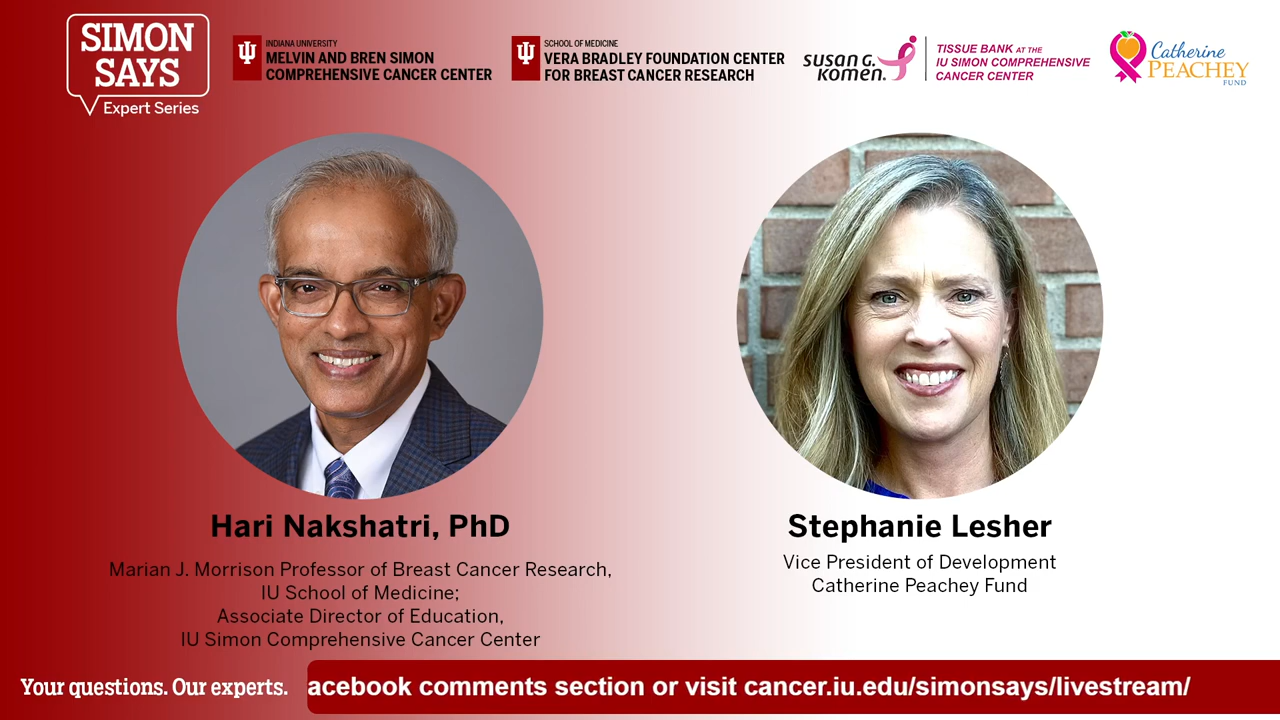 SIMON
SAYS
Expert Series
INDIANA UNIVERSITY
MELVIN AND BREN SIMON
COMPREHENSIVE CANCER CENTER
SCHOOL OF MEDICINE
VERA BRADLEY FOUNDATION CENTER
FOR BREAST CANCER RESEARCH
SUSAN G.
KOMEN.
TISSUE BANK AT THE
IU SIMON COMPREHENSIVE
CANCER CENTER
Catherine
PEACHEY
FUND
Hari Nakshatri, PhD
Marian J. Morrison Professor of Breast Cancer Research,
IU School of Medicine;
Associate Director of Education,
IU Simon Comprehensive Cancer Center
Stephanie Lesher
Vice President of Development
Catherine Peachey Fund
Your questions. Our experts.
acebook comments section or visit cancer.iu.edu/simonsays/livestream/